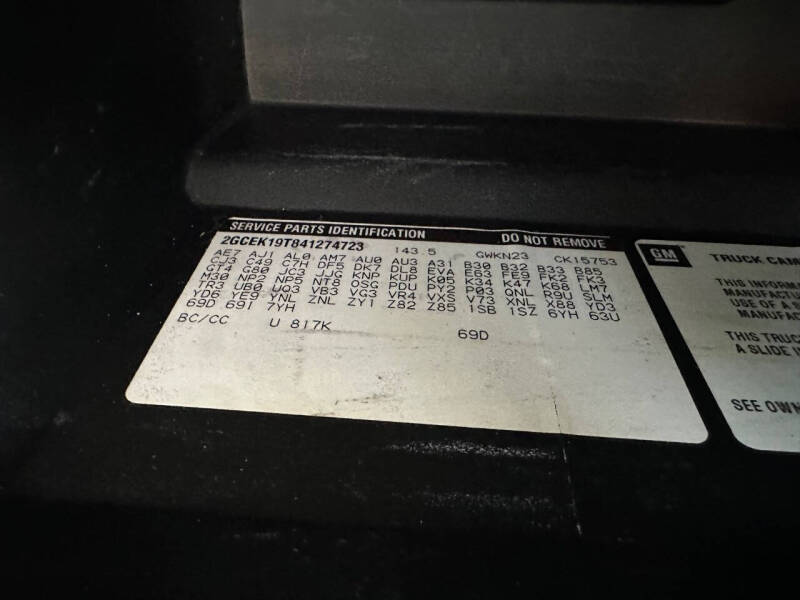 SERVICE PARTS IDENTIFICATION DO NOT REMOVE
2GCEK19T841274723 143.5 GWKN23 CK15753
AE7 AJ1 AL0 AM7 AU0 AU3 A31 B30 B32 B33 B85
CJ3 C49 C7H DF5 DK7 DL8 EVA E63 FE9 FK2 FK3
GT4 G80 JC3 JJG KNP KUP K05 K34 K47 K68 LM7
M30 NP2 NP5 NT8 OSG PDU PY2 P03 QNL R9U SLM
TR3 UB0 UQ3 VB3 VG3 VR4 VXS V73 XNL X88 YD3
YD6 YE9 YNL ZNL ZY1 Z82 Z85 1SB 1SZ 6YH 63U
69D 69I 7YH
BC/CC U 817K 69D
GM TRUCK CAM
THIS INFORMA
MANUFACTU
USE OF A S
MANUFAC
THIS TRUC
A SLIDE I
SEE OWN